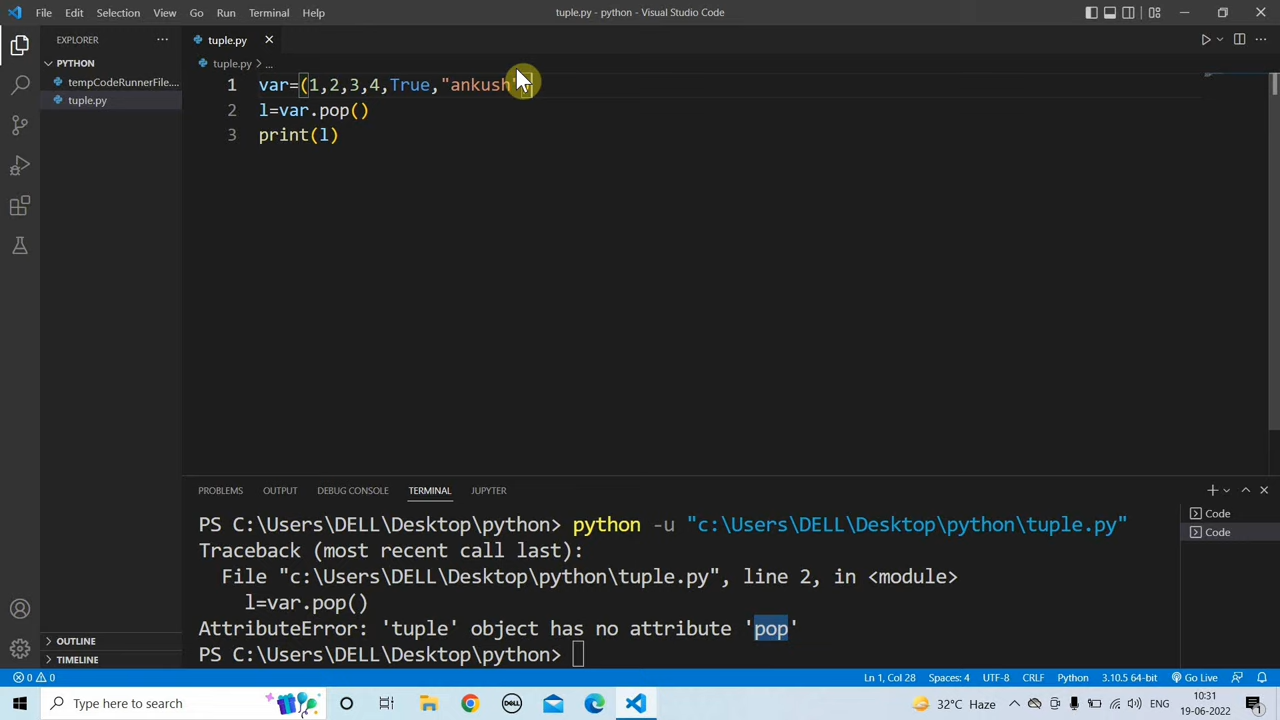 File Edit Selection View Go Run Terminal Help
tuple.py - python - Visual Studio Code
EXPLORER
PYTHON
tempCodeRunnerFile....
tuple.py
OUTLINE
TIMELINE
tuple.py
tuple.py > ...
1 var=(1,2,3,4,True,"ankush")
2 l=var.pop()
3 print(l)
PROBLEMS OUTPUT DEBUG CONSOLE TERMINAL JUPYTER
PS C:\Users\DELL\Desktop\python> python -u "c:\Users\DELL\Desktop\python\tuple.py"
Traceback (most recent call last):
File "c:\Users\DELL\Desktop\python\tuple.py", line 2, in <module>
l=var.pop()
AttributeError: 'tuple' object has no attribute 'pop'
PS C:\Users\DELL\Desktop\python>
Code
Code
0 0 Ln 1, Col 28 Spaces: 4 UTF-8 CRLF Python 3.10.5 64-bit Go Live
Type here to search
DELL
32°C Haze ENG
10:31
19-06-2022
1